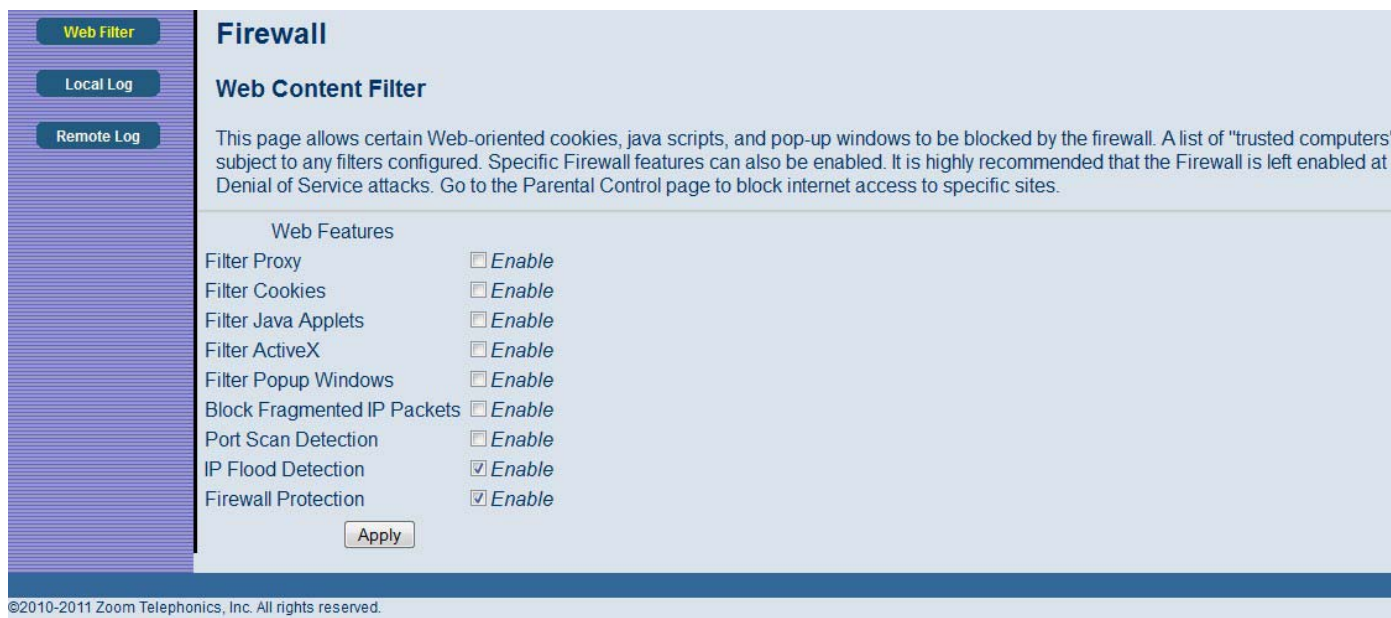 Web Filter
Local Log
Remote Log
Firewall
Web Content Filter
This page allows certain Web-oriented cookies, java scripts, and pop-up windows to be blocked by the firewall. A list of "trusted computers"
subject to any filters configured. Specific Firewall features can also be enabled. It is highly recommended that the Firewall is left enabled at
Denial of Service attacks. Go to the Parental Control page to block internet access to specific sites.
Web Features
Filter Proxy Enable
Filter Cookies Enable
Filter Java Applets Enable
Filter ActiveX Enable
Filter Popup Windows Enable
Block Fragmented IP Packets Enable
Port Scan Detection Enable
IP Flood Detection Enable
Firewall Protection Enable
Apply
©2010-2011 Zoom Telephonics, Inc. All rights reserved.